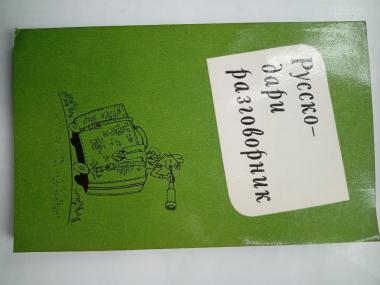 Русско-
дари
разговорник